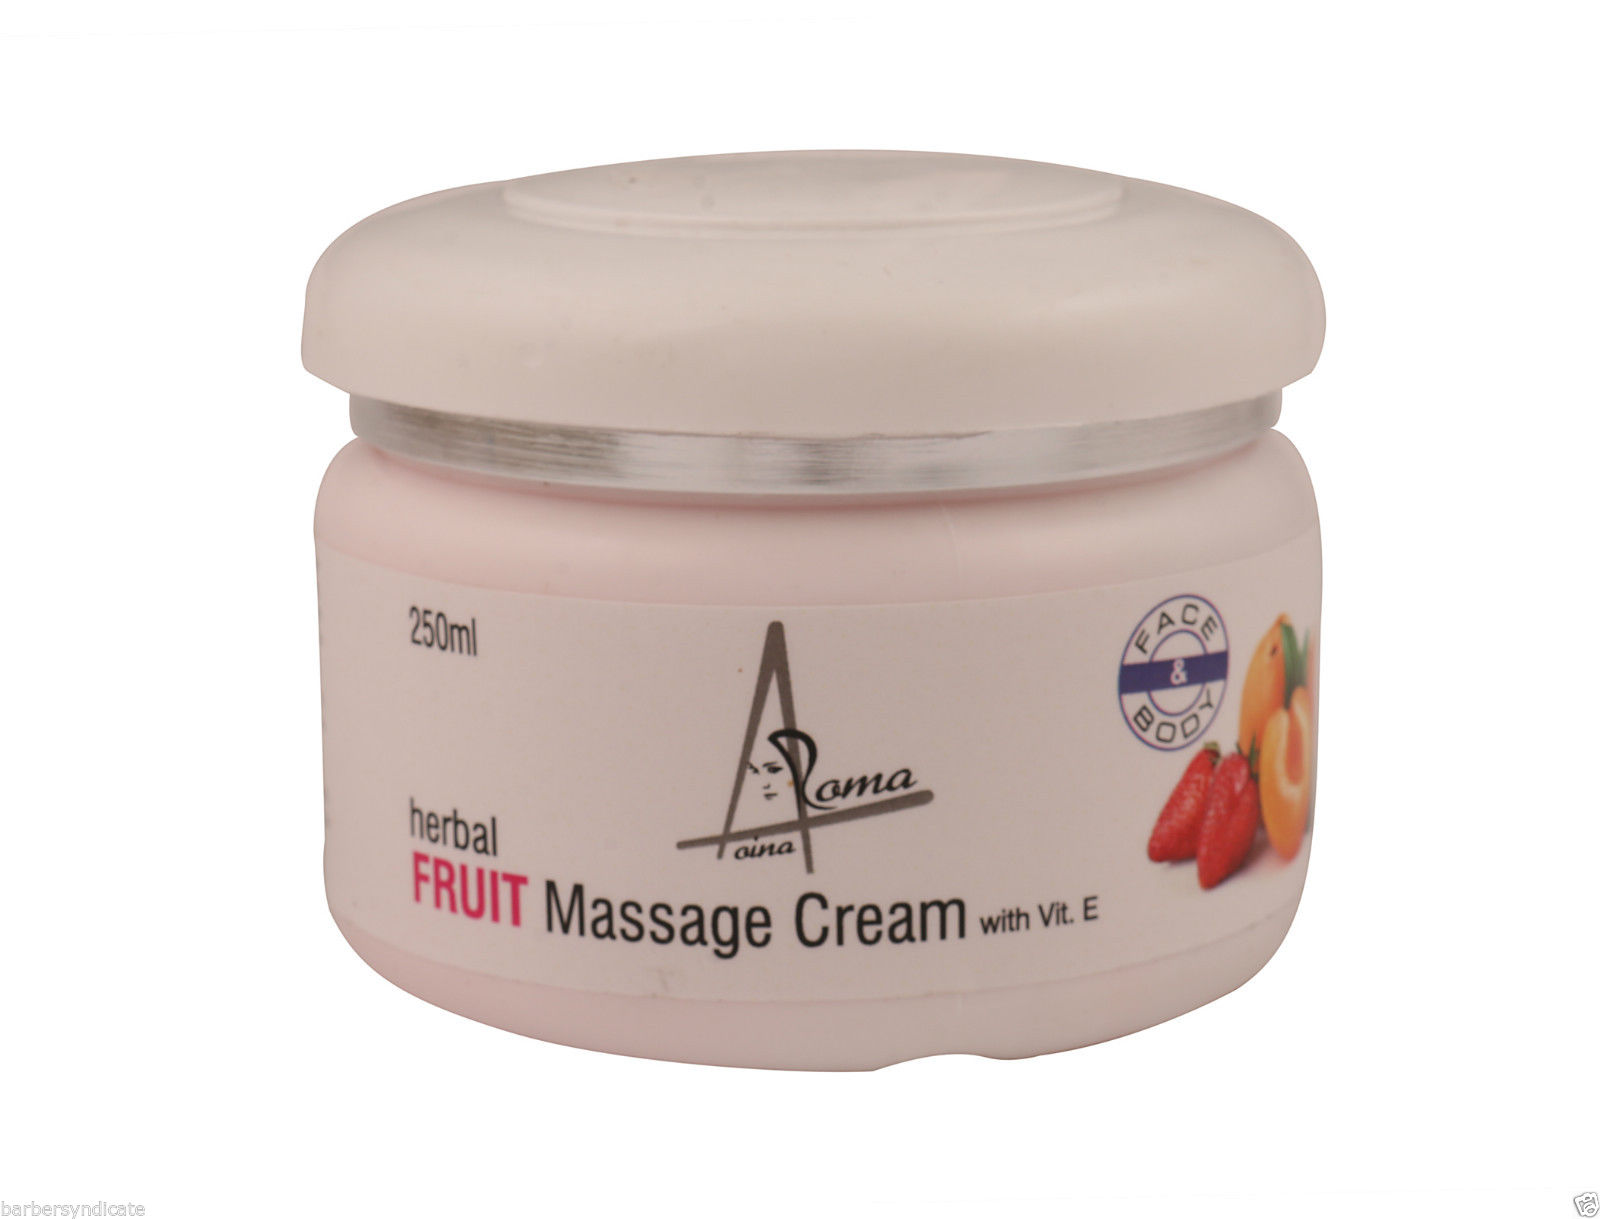 250ml
FACE
&
BODY
Aroma
Aoina
herbal
FRUIT Massage Cream with Vit. E
barbersyndicate